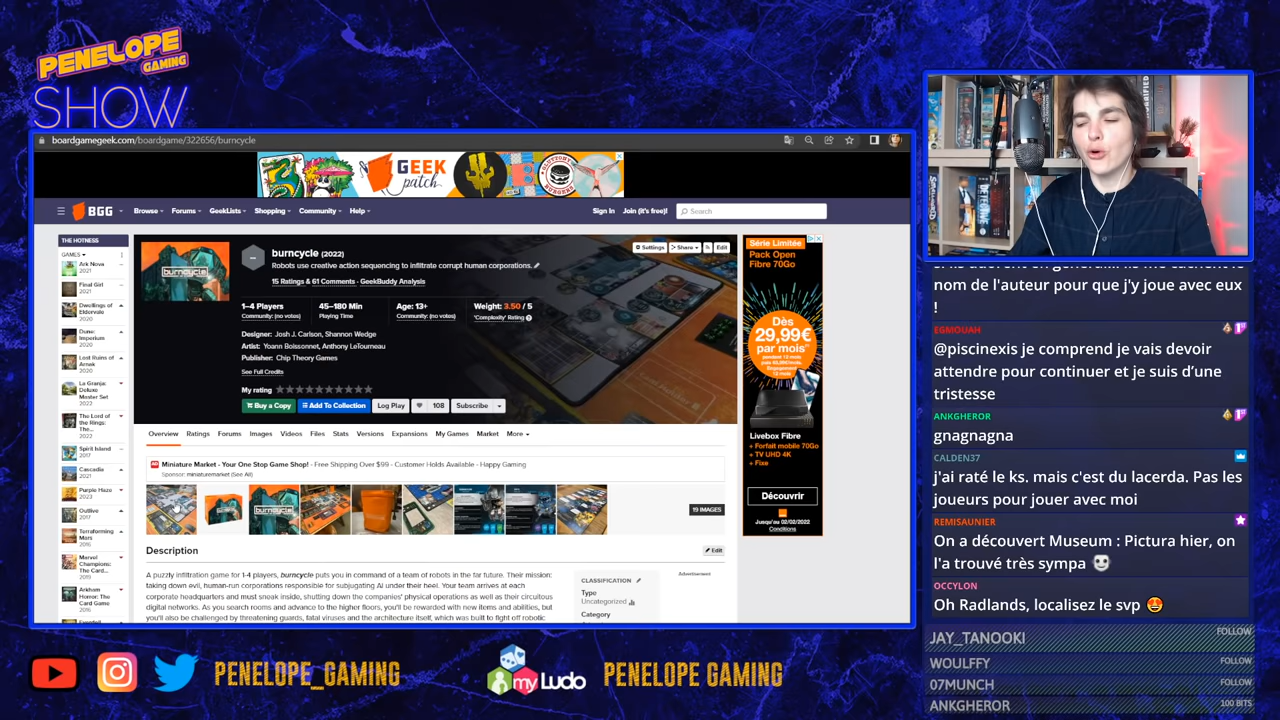 PENELOPE
GAMING
SHOW
boardgamegeek.com/boardgame/322656/burncycle
GEEK
patch
BGG
Browse
Forums
GeekLists
Shopping
Community
Help
Sign In
Join (it's free)!
Search
THE HOTNESS
GAMES
Ark Nova
2021
Final Girl
2021
Dwellings of
Eldervale
2020
Dune:
Imperium
2020
Lost Ruins of
Arnak
2020
La Granja:
Deluxe
Master Set
2022
The Lord of
the Rings:
The...
2022
Spirit Island
2017
Cascadia
2021
Purple Haze
2023
Outlive
2017
Terraforming
Mars
2016
Marvel
Champions:
The Card...
2019
Arkham
Horror: The
Card Game
2016
burncycle
burncycle (2022)
Robots use creative action sequencing to infiltrate corrupt human corporations.
15 Ratings & 61 Comments · GeekBuddy Analysis
Settings
Share
Edit
1–4 Players
Community: (no votes)
45–180 Min
Playing Time
Age: 13+
Community: (no votes)
Weight: 3.50 / 5
'Complexity' Rating
Designer: Josh J. Carlson, Shannon Wedge
Artist: Yoann Boissonnet, Anthony LeTourneau
Publisher: Chip Theory Games
See Full Credits
My rating
Buy a Copy
Add To Collection
Log Play
108
Subscribe
Overview
Ratings
Forums
Images
Videos
Files
Stats
Versions
Expansions
My Games
Market
More
AD Miniature Market - Your One Stop Game Shop! - Free Shipping Over $99 - Customer Holds Available - Happy Gaming
Sponsor: miniaturemarket (See All)
burncycle
19 IMAGES
Description
Edit
A puzzly infiltration game for 1-4 players, burncycle puts you in command of a team of robots in the far future. Their mission:
taking down evil, human-run corporations responsible for subjugating AI under their heel. Your team arrives at each
corporate headquarters and must sneak inside, shutting down the companies' physical operations as well as their circuitous
digital networks. As you search rooms and advance to the higher floors, you'll be rewarded with new items and abilities, but
you'll also be challenged by threatening guards, fatal viruses and the architecture itself, which was built to fight off robotic
CLASSIFICATION
Type
Uncategorized
Category
Advertisement
Série Limitée
Pack Open
Fibre 70Go
Dès
29,99€
par mois
Livebox Fibre
+ Forfait mobile 70Go
+ TV UHD 4K
+ Fixe
Découvrir
Jusqu'au 02/02/2022
Conditions
nom de l'auteur pour que j'y joue avec eux
!
EGMOUAH
@racinenais je comprend jamais devoir
attendre pour continuer et je suis d'une
tristesse
ANKGHEROR
gnagnagna
CALDEN37
j'ai raté le ks. mais c'est du méca. Pas les
joueurs pour jouer avec moi
REMISAUNIER
On a découvert Museum : Pictura hier, on
l'a trouvé très sympa
OCCYLON
Oh Radlands, localisez le svp
JAY_TANOOKI
FOLLOW
WOULFFY
FOLLOW
07MUNCH
FOLLOW
ANKGHEROR
100 BITS
PENELOPE_GAMING
myLudo
PENELOPE GAMING